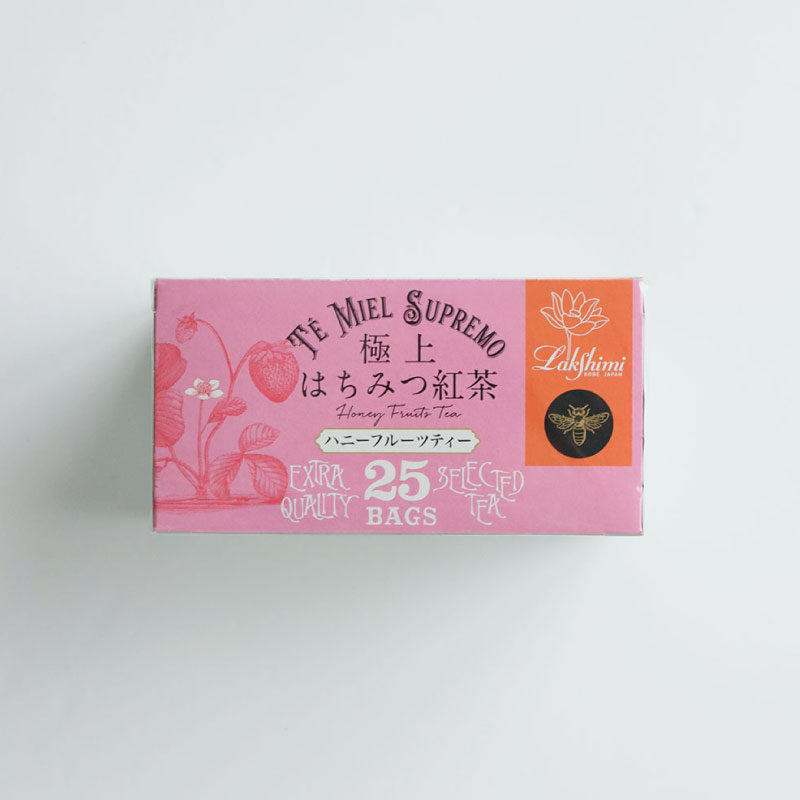 TÉ MIEL SUPREMO
極上
はちみつ紅茶
Honey Fruits Tea
ハニーフルーツティー
EXTRA QUALITY
25 BAGS
SELECTED TEA
Lakshimi
KOBE JAPAN